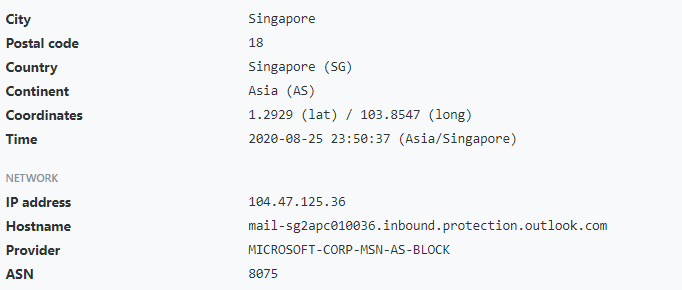 City Singapore
Postal code 18
Country Singapore (SG)
Continent Asia (AS)
Coordinates 1.2929 (lat) / 103.8547 (long)
Time 2020-08-25 23:50:37 (Asia/Singapore)
NETWORK
IP address 104.47.125.36
Hostname mail-sg2apc010036.inbound.protection.outlook.com
Provider MICROSOFT-CORP-MSN-AS-BLOCK
ASN 8075